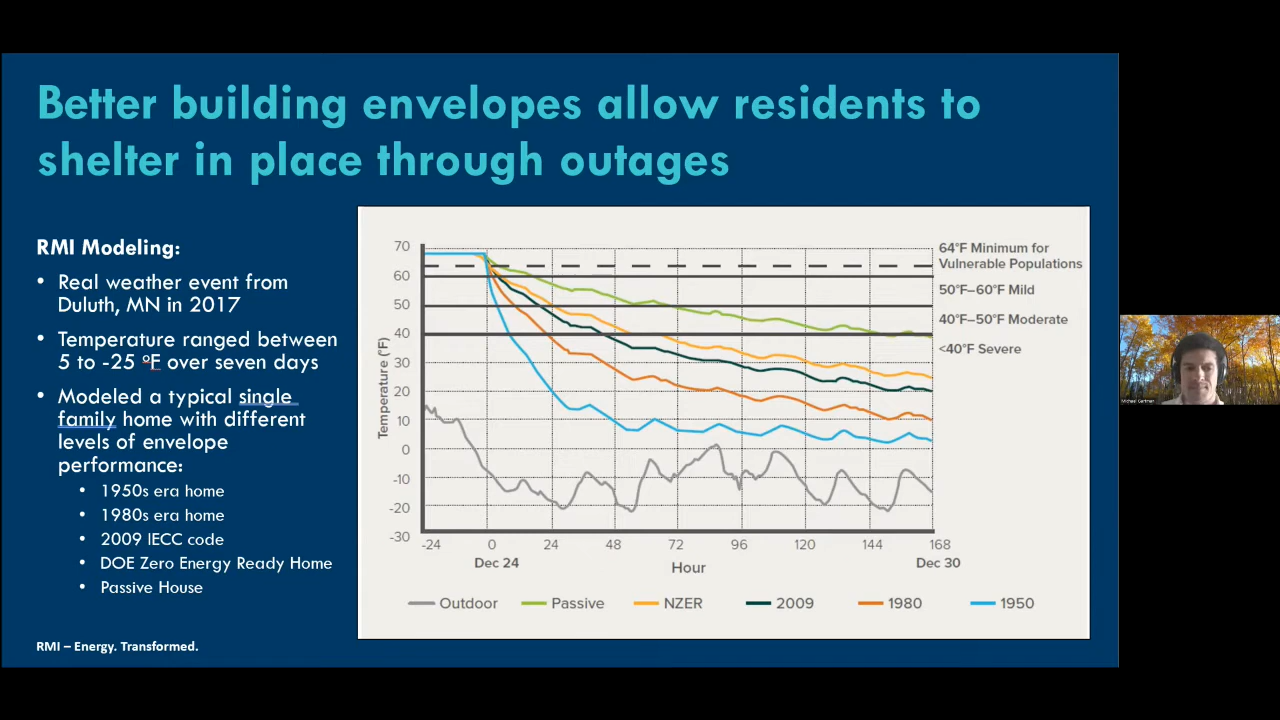 Better building envelopes allow residents to
shelter in place through outages
RMI Modeling:
• Real weather event from
Duluth, MN in 2017
• Temperature ranged between
5 to -25 °F over seven days
• Modeled a typical single
family home with different
levels of envelope
performance:
• 1950s era home
• 1980s era home
• 2009 IECC code
• DOE Zero Energy Ready Home
• Passive House
RMI – Energy. Transformed.
Temperature (°F)
70
60
50
40
30
20
10
0
-10
-20
-30
64°F Minimum for
Vulnerable Populations
50°F–60°F Mild
40°F–50°F Moderate
<40°F Severe
-24 0 24 48 72 96 120 144 168
Dec 24 Dec 30
Hour
Outdoor Passive NZER 2009 1980 1950
Michael Gartman